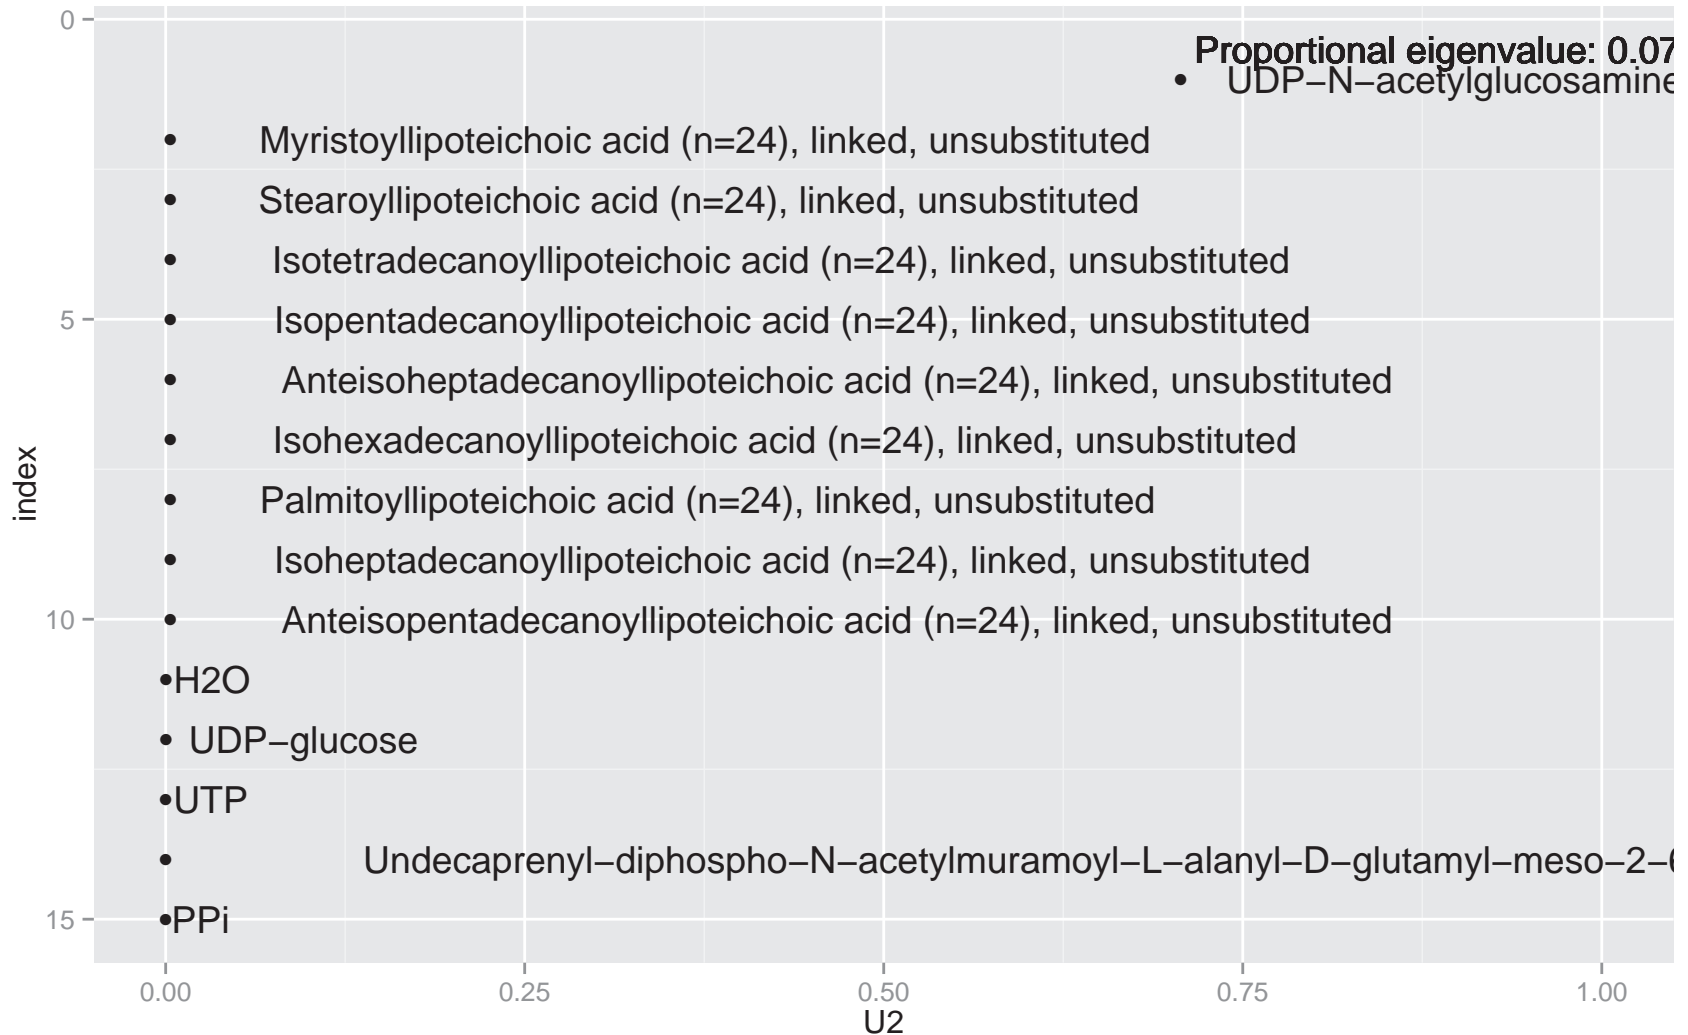 0
Proportional eigenvalue: 0.07
UDP−N−acetylglucosamine
Myristoyllipoteichoic acid (n=24), linked, unsubstituted
Stearoyllipoteichoic acid (n=24), linked, unsubstituted
Isotetradecanoyllipoteichoic acid (n=24), linked, unsubstituted
5
Isopentadecanoyllipoteichoic acid (n=24), linked, unsubstituted
Anteisoheptadecanoyllipoteichoic acid (n=24), linked, unsubstituted
Isohexadecanoyllipoteichoic acid (n=24), linked, unsubstituted
index
Palmitoyllipoteichoic acid (n=24), linked, unsubstituted
Isoheptadecanoyllipoteichoic acid (n=24), linked, unsubstituted
10
Anteisopentadecanoyllipoteichoic acid (n=24), linked, unsubstituted
H2O
UDP−glucose
UTP
Undecaprenyl−diphospho−N−acetylmuramoyl−L−alanyl−D−glutamyl−meso−2−6
15
PPi
0.00 0.25 0.50 0.75 1.00
U2